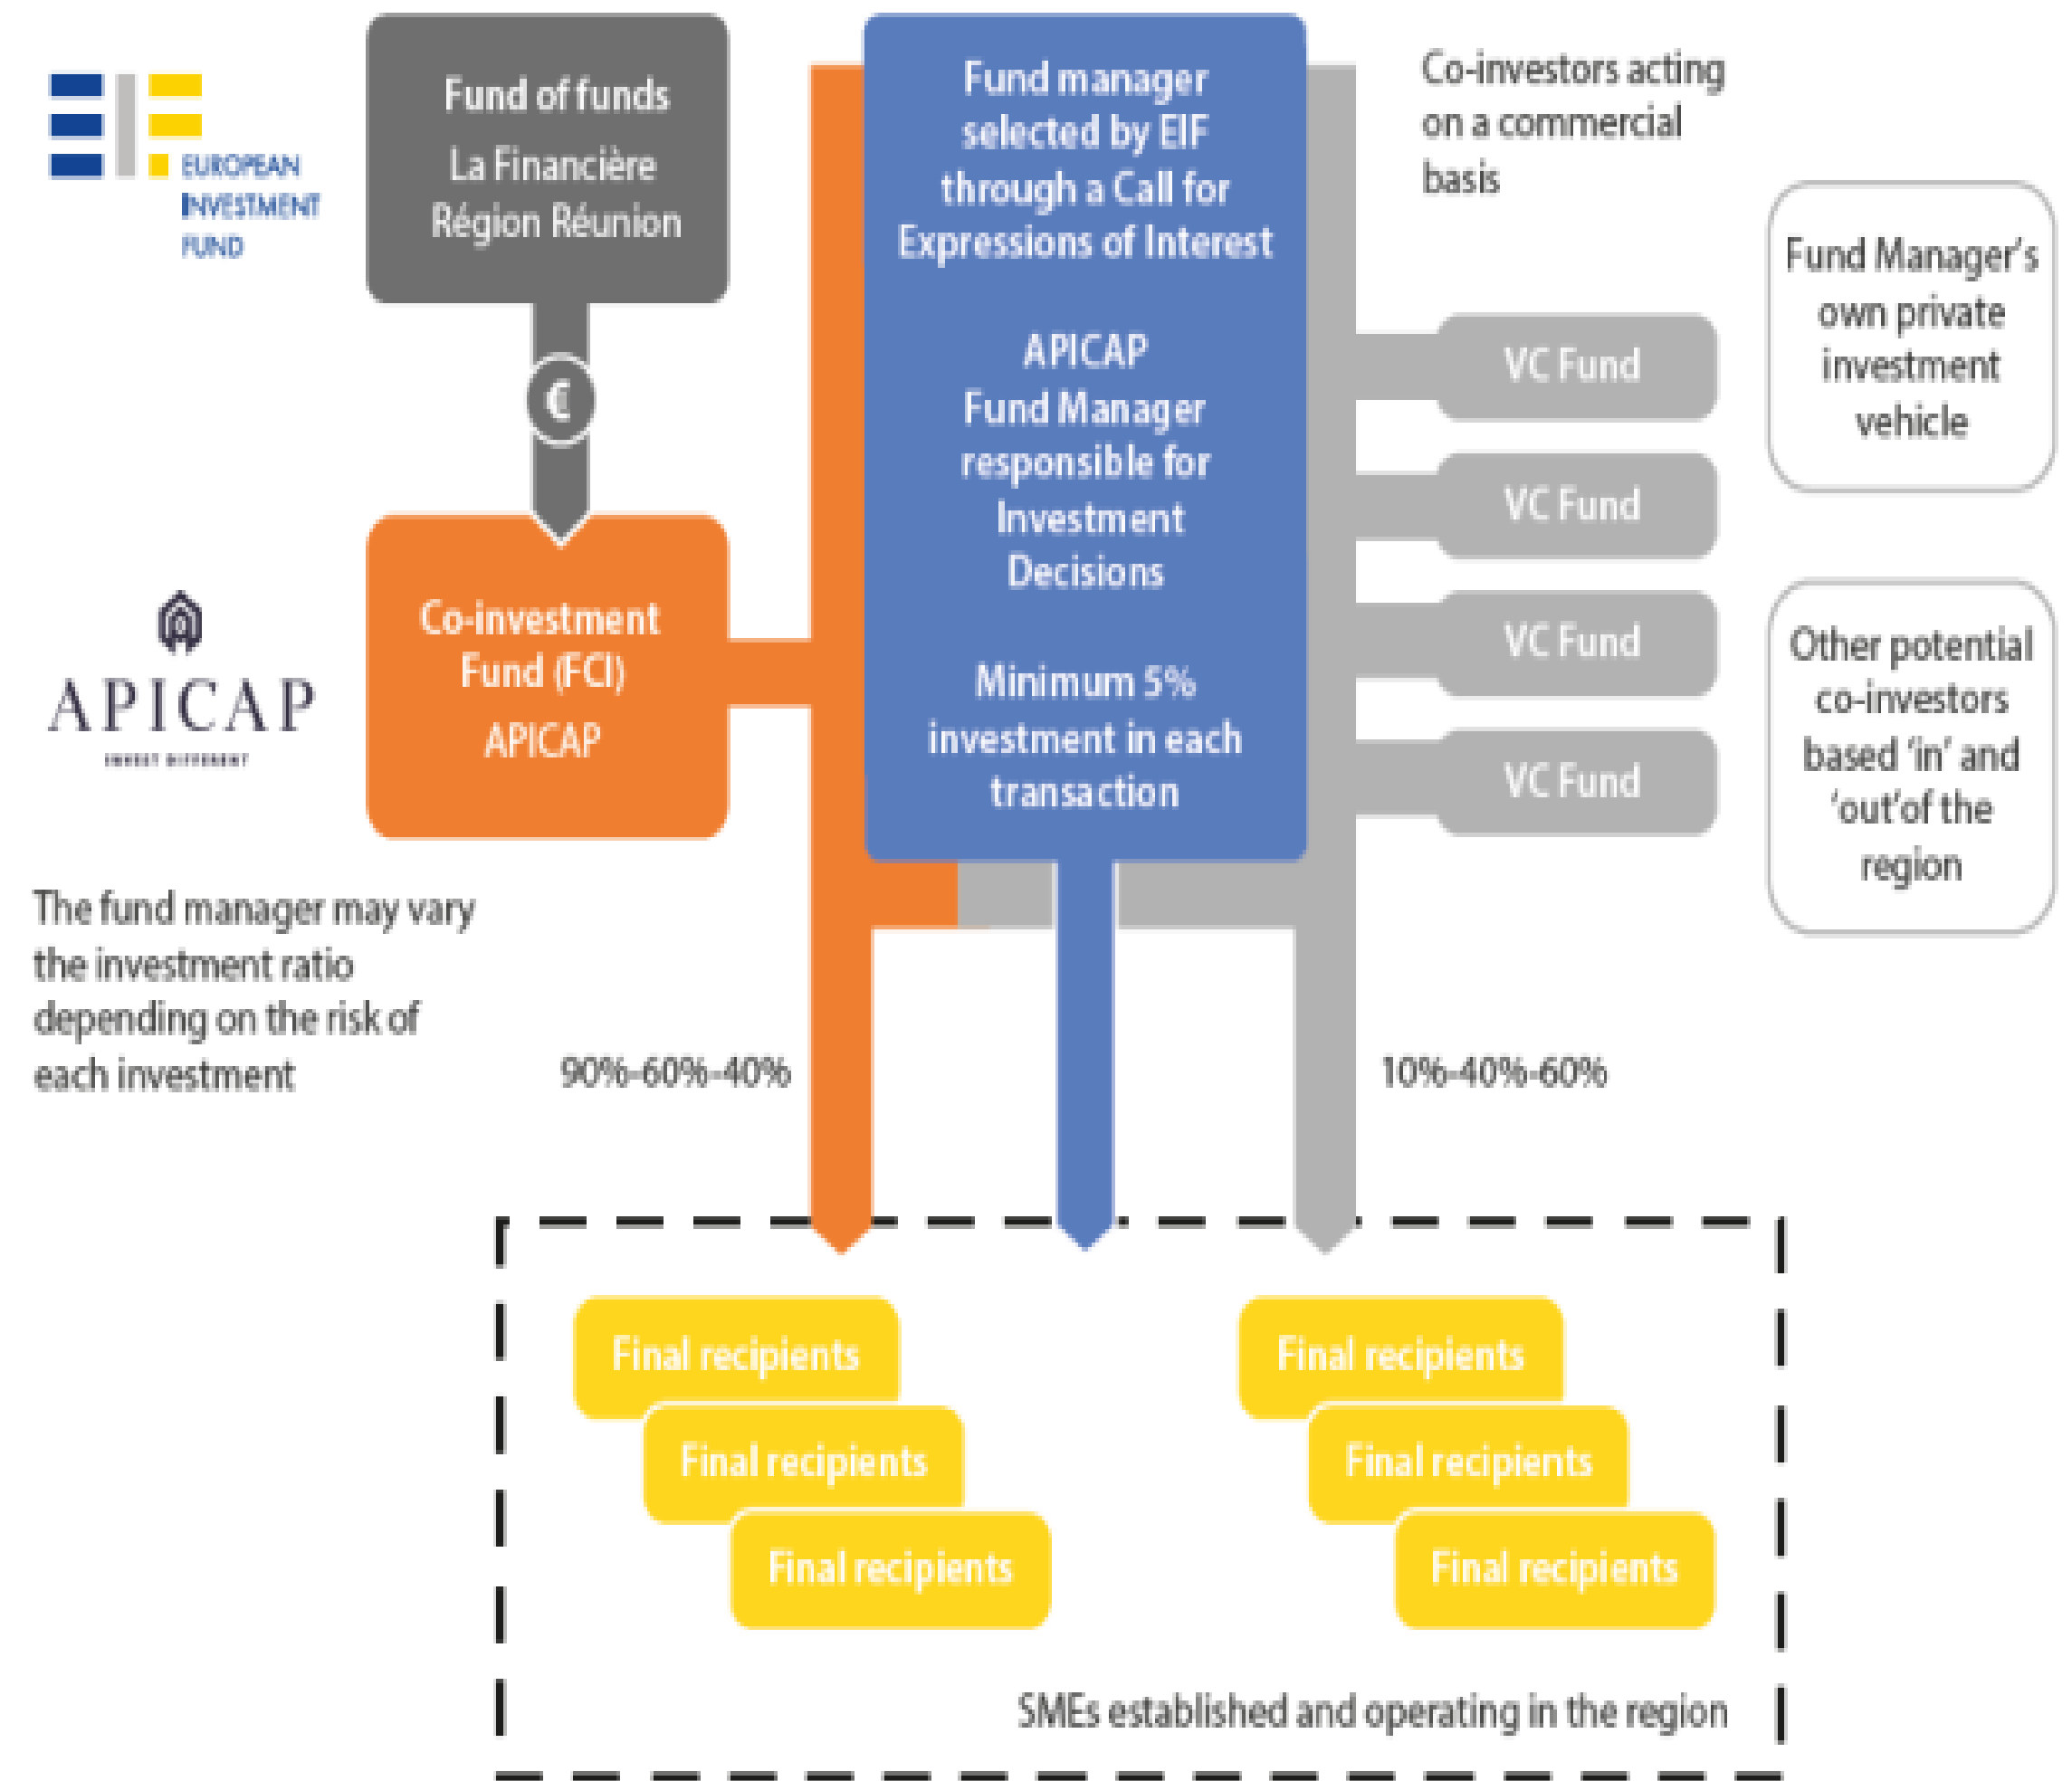 EUROPEAN
INVESTMENT
FUND
Fund of funds
La Financière
Région Réunion
€
Co-investment
Fund (FCI)
APICAP
APICAP
INVEST DIFFERENT
The fund manager may vary
the investment ratio
depending on the risk of
each investment
Fund manager
selected by EIF
through a Call for
Expressions of Interest
APICAP
Fund Manager
responsible for
Investment
Decisions
Minimum 5%
investment in each
transaction
Co-investors acting
on a commercial
basis
VC Fund
VC Fund
VC Fund
VC Fund
Fund Manager's
own private
investment
vehicle
Other potential
co-investors
based ‘in’ and
‘out’of the
region
90%-60%-40%
10%-40%-60%
Final recipients
Final recipients
Final recipients
Final recipients
Final recipients
Final recipients
SMEs established and operating in the region